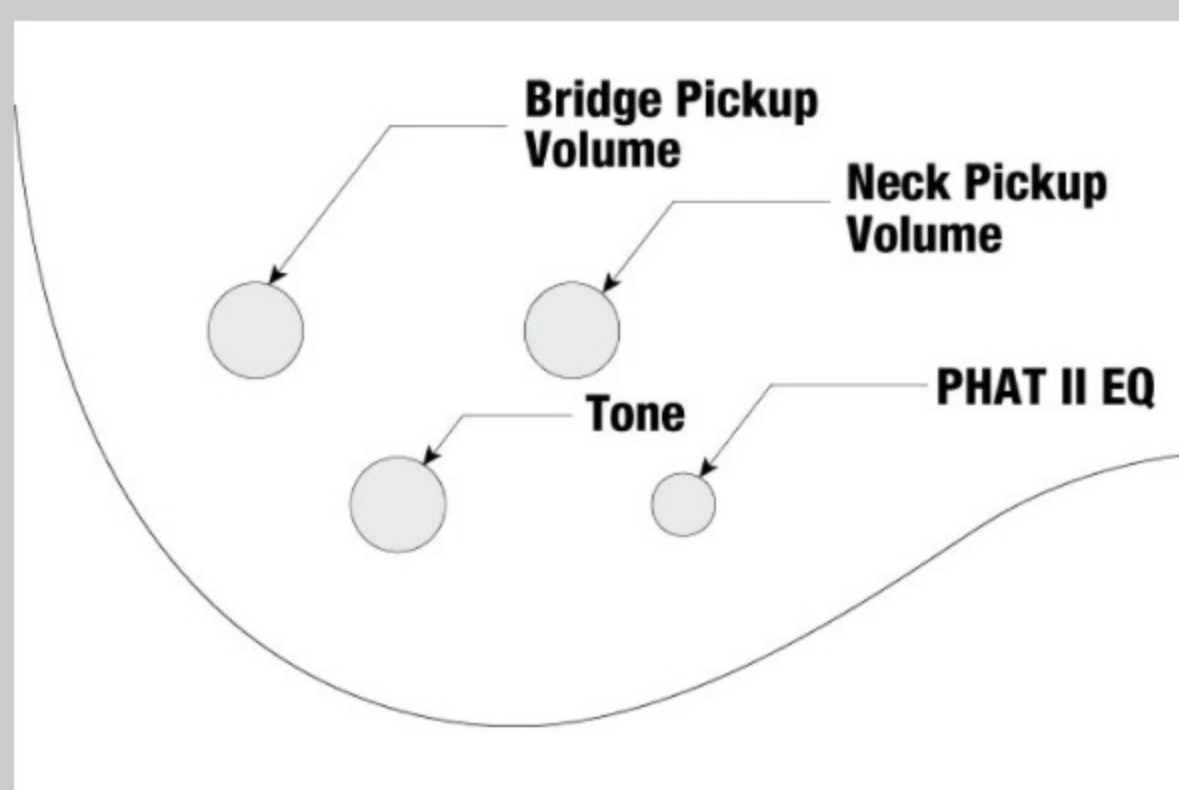 Bridge Pickup
Volume
Neck Pickup
Volume
PHAT II EQ
Tone